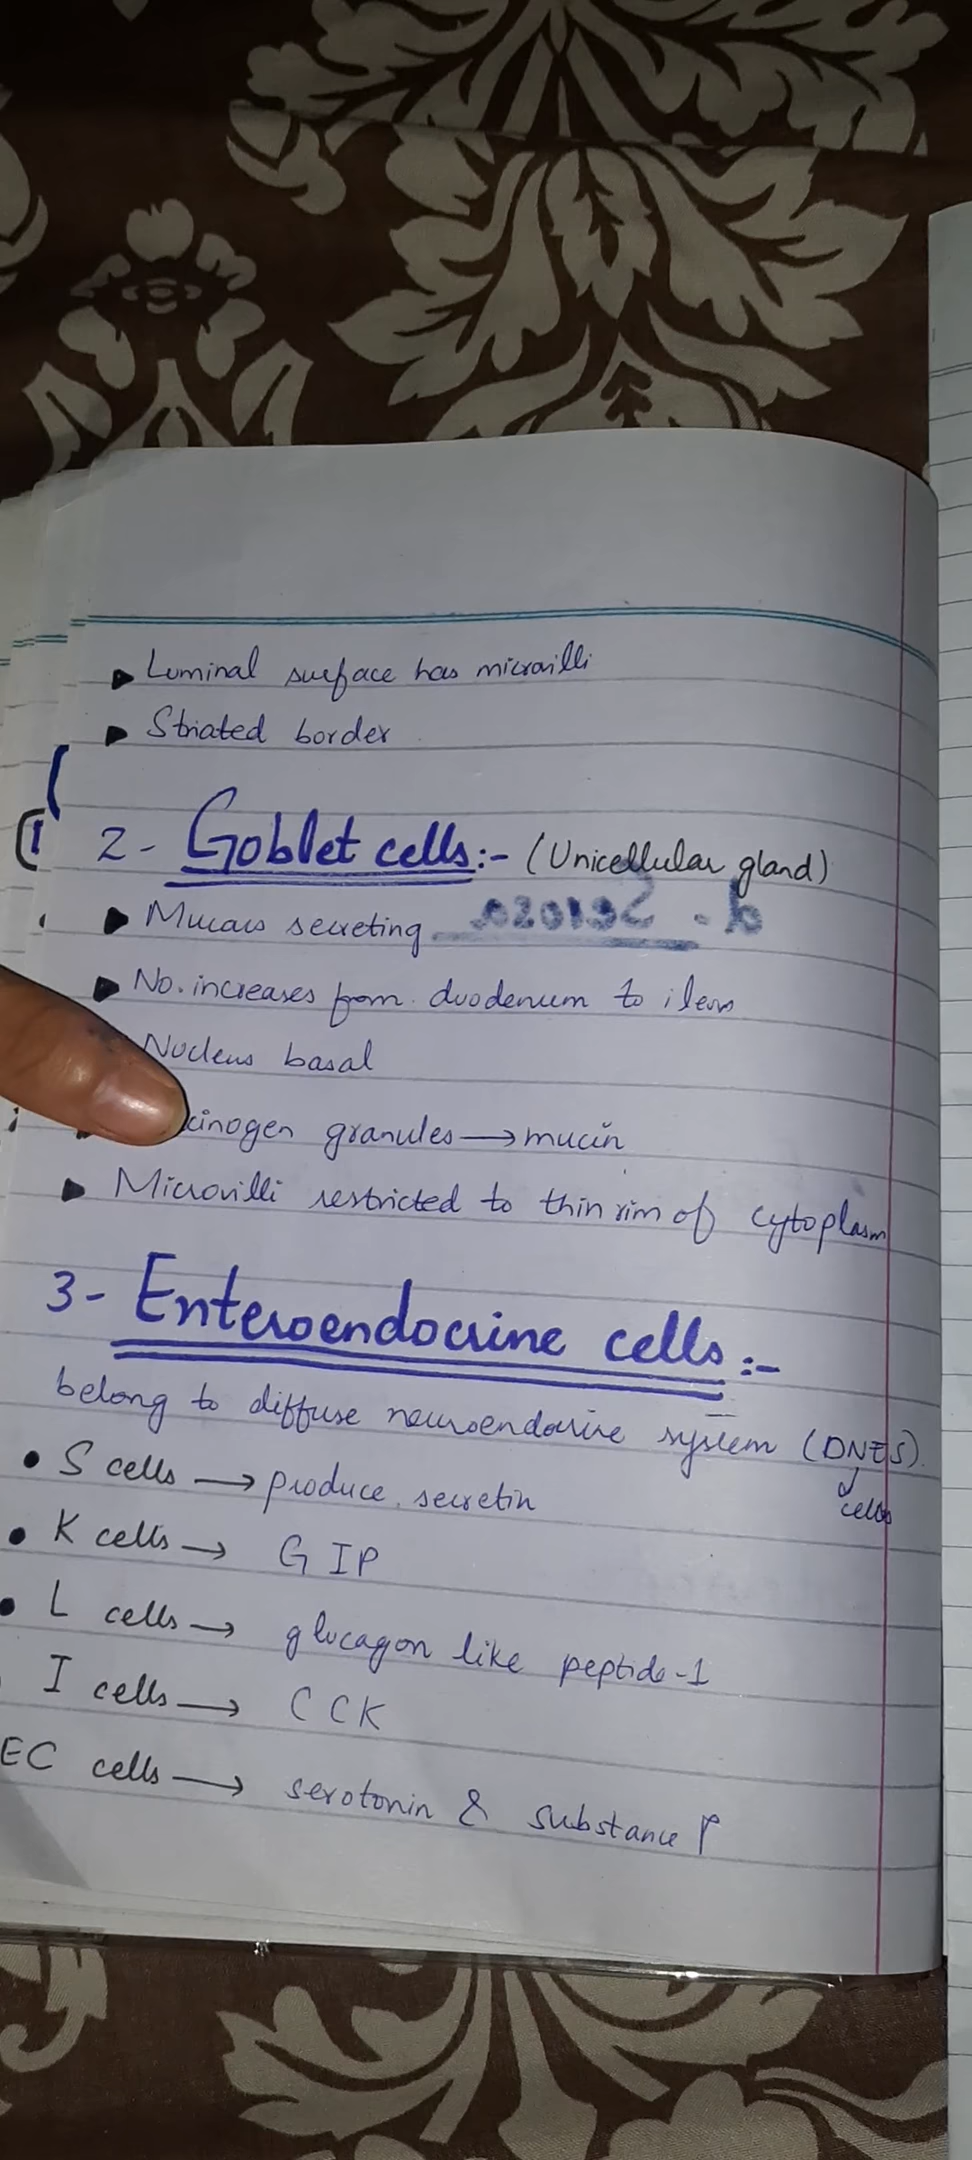 Luminal surface has microvilli
Striated border
2- Goblet cells:- (Unicellular gland)
Mucous secreting
No. increases from duodenum to ileum
Nucleus basal
cinogen granules → mucin
Microvilli restricted to thin rim of cytoplasm
3- Enteroendocrine cells:-
belong to diffuse neuroendocrine system (DNES).
cells
• S cells → produce secretin
• K cells → GIP
• L cells → glucagon like peptide-1
I cells → CCK
EC cells → serotonin & substance P